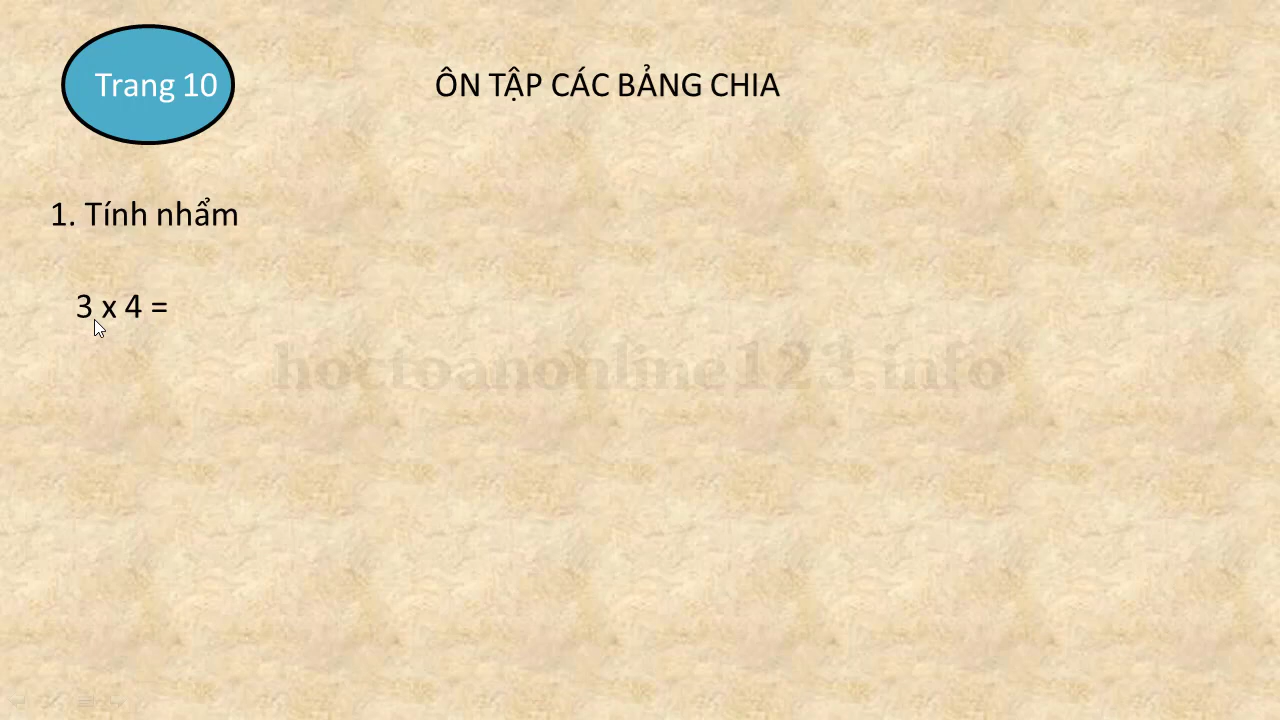 Trang 10
ÔN TẬP CÁC BẢNG CHIA
1. Tính nhẩm
3 x 4 =
hoctoanonline123.info